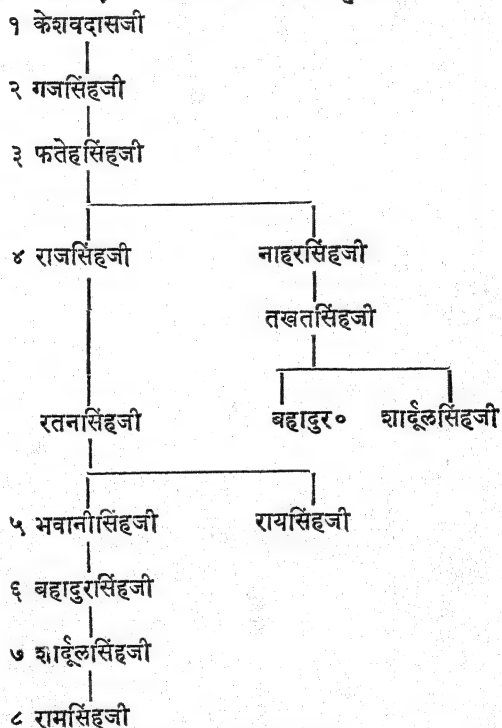 १ केशवदासजी
२ गजसिंहजी
३ फतेहसिंहजी
४ राजसिंहजी नाहरसिंहजी
तखतसिंहजी
रतनसिंहजी बहादुर० शार्दूलसिंहजी
५ भवानीसिंहजी रायसिंहजी
६ बहादुरसिंहजी
७ शार्दूलसिंहजी
८ रामसिंहजी